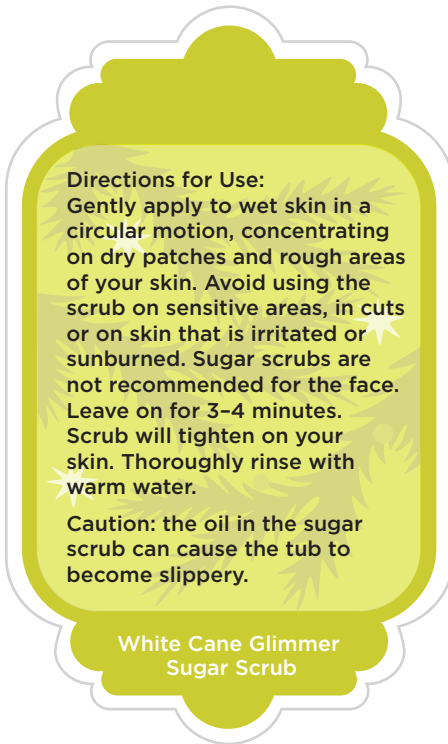 Directions for Use:
Gently apply to wet skin in a
circular motion, concentrating
on dry patches and rough areas
of your skin. Avoid using the
scrub on sensitive areas, in cuts
or on skin that is irritated or
sunburned. Sugar scrubs are
not recommended for the face.
Leave on for 3–4 minutes.
Scrub will tighten on your
skin. Thoroughly rinse with
warm water.
Caution: the oil in the sugar
scrub can cause the tub to
become slippery.
White Cane Glimmer
Sugar Scrub